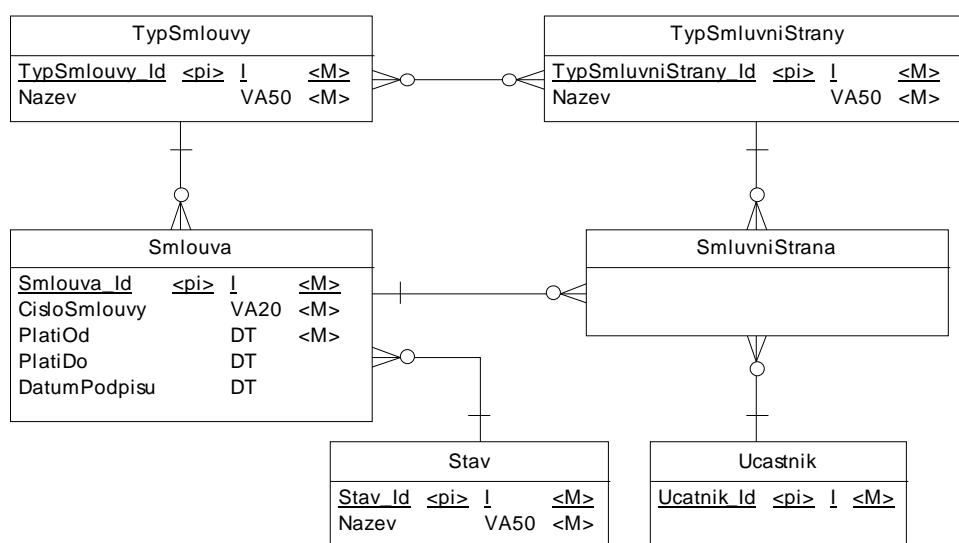 TypSmlouvy
TypSmlouvy_Id <pi> I <M>
Nazev VA50 <M>
TypSmluvniStrany
TypSmluvniStrany_Id <pi> I <M>
Nazev VA50 <M>
Smlouva
Smlouva_Id <pi> I <M>
CisloSmlouvy VA20 <M>
PlatiOd DT <M>
PlatiDo DT
DatumPodpisu DT
SmluvniStrana
Stav
Stav_Id <pi> I <M>
Nazev VA50 <M>
Ucastnik
Ucatnik_Id <pi> I <M>